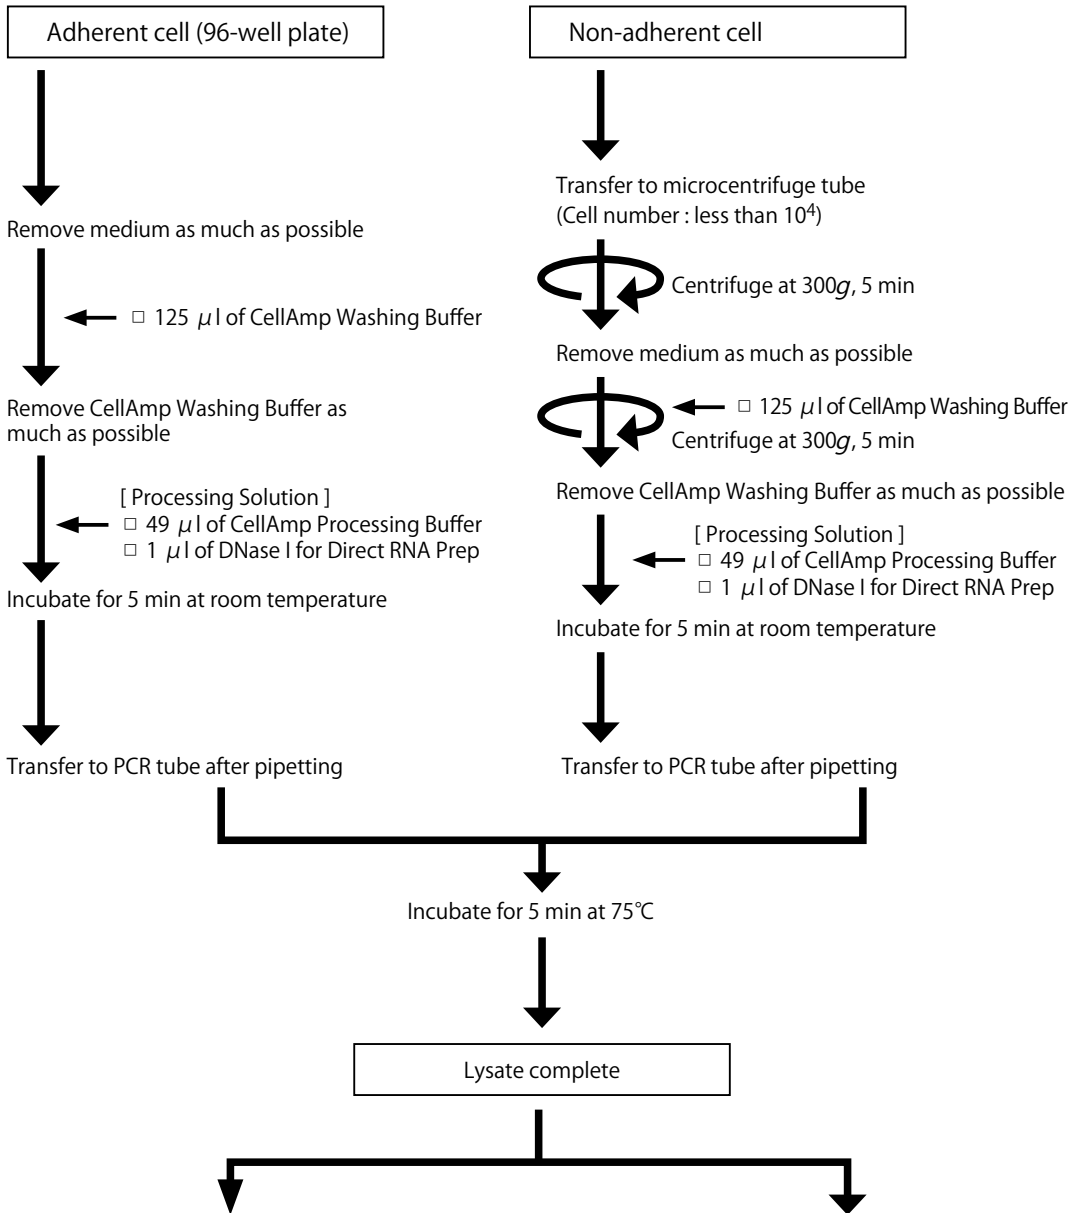 Adherent cell (96-well plate)
Remove medium as much as possible
□ 125 μl of CellAmp Washing Buffer
Remove CellAmp Washing Buffer as
much as possible
[ Processing Solution ]
□ 49 μl of CellAmp Processing Buffer
□ 1 μl of DNase I for Direct RNA Prep
Incubate for 5 min at room temperature
Transfer to PCR tube after pipetting
Non-adherent cell
Transfer to microcentrifuge tube
(Cell number : less than 10⁴)
Centrifuge at 300g, 5 min
Remove medium as much as possible
□ 125 μl of CellAmp Washing Buffer
Centrifuge at 300g, 5 min
Remove CellAmp Washing Buffer as much as possible
[ Processing Solution ]
□ 49 μl of CellAmp Processing Buffer
□ 1 μl of DNase I for Direct RNA Prep
Incubate for 5 min at room temperature
Transfer to PCR tube after pipetting
Incubate for 5 min at 75℃
Lysate complete